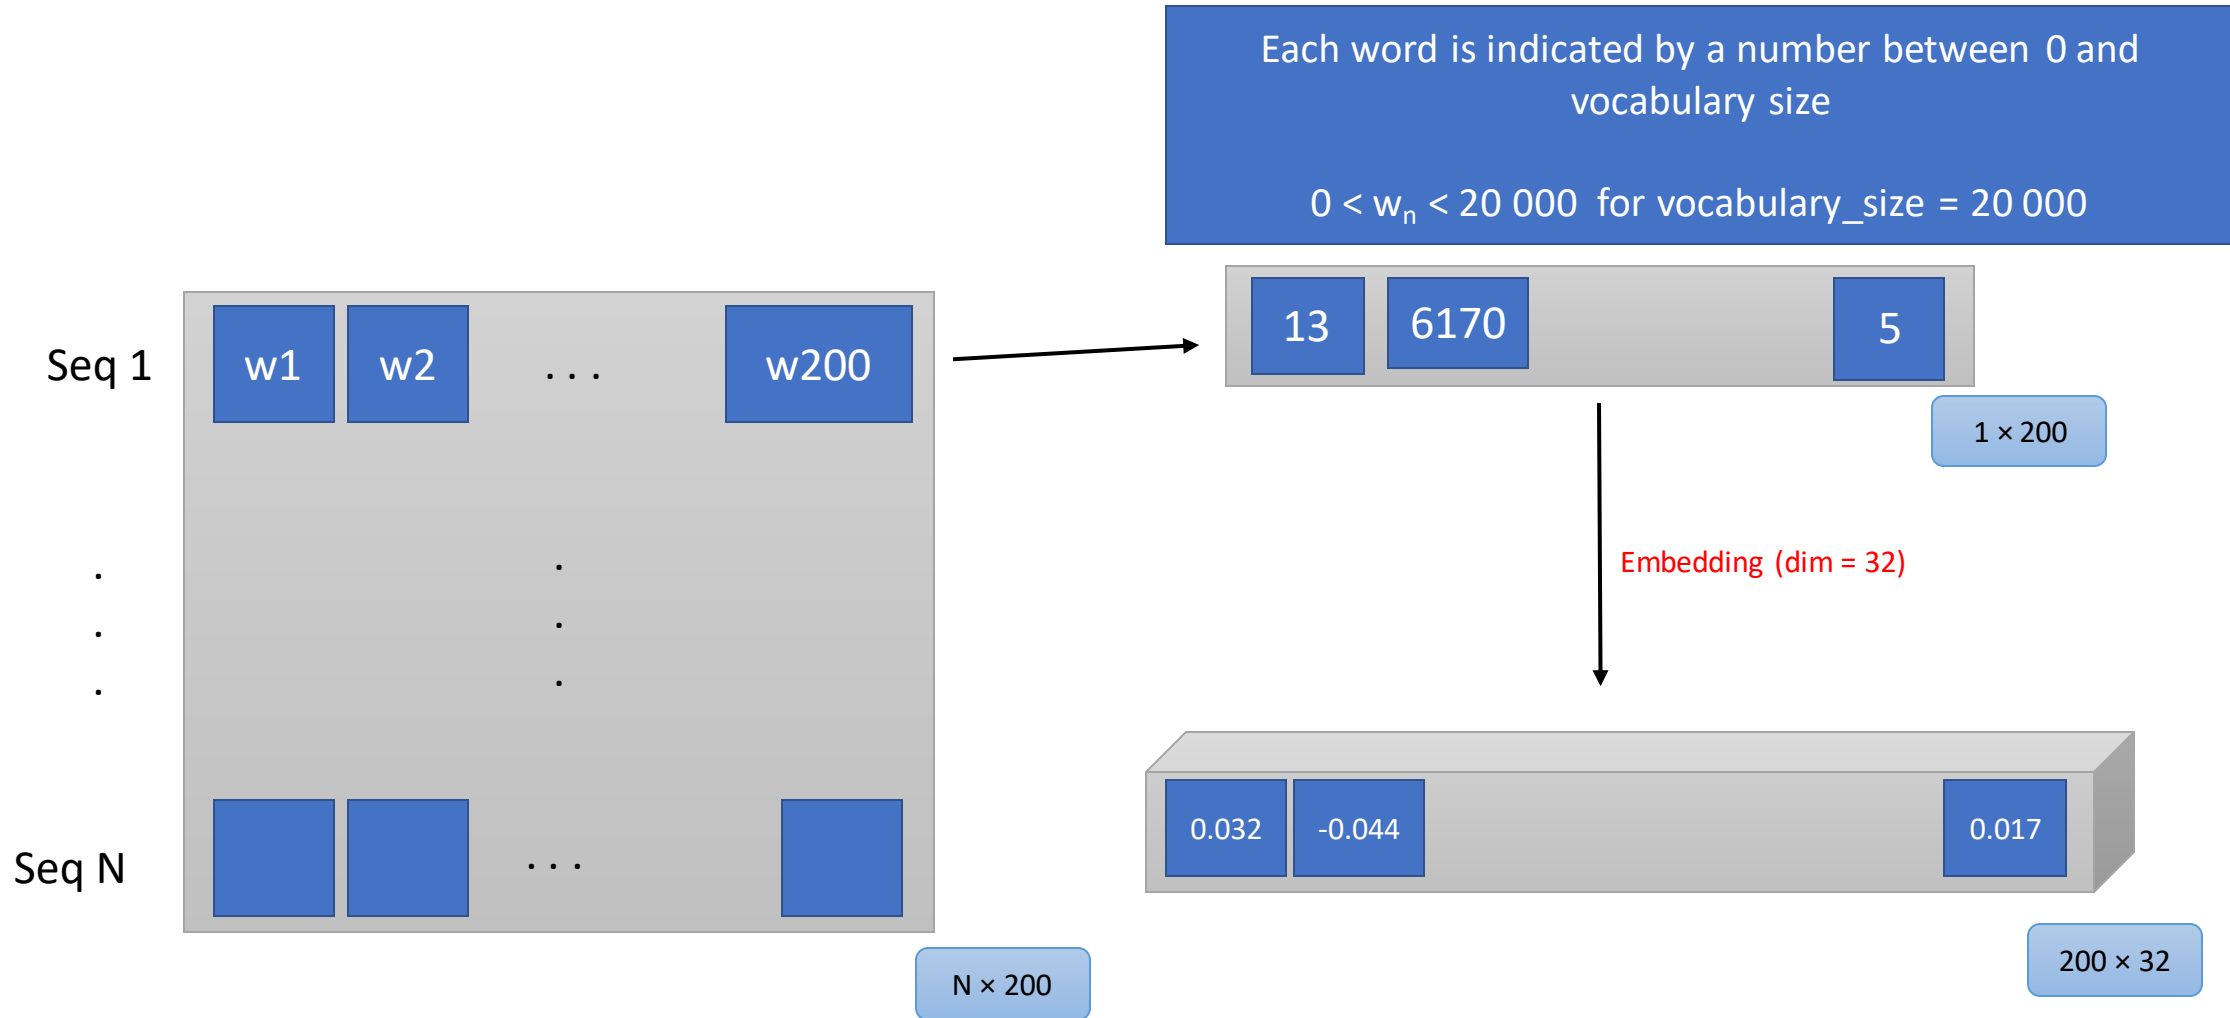 Each word is indicated by a number between 0 and
vocabulary size
0 < wn < 20 000 for vocabulary_size = 20 000
13 6170 5
Seq 1 w1 w2 . . . w200
1 × 200
Embedding (dim = 32)
.
.
.
.
.
.
0.032 -0.044 0.017
Seq N . . .
200 × 32
N × 200